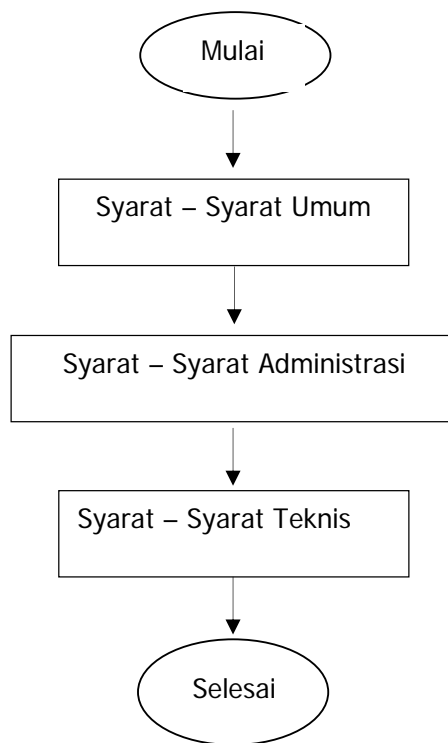 Mulai
Syarat – Syarat Umum
Syarat – Syarat Administrasi
Syarat – Syarat Teknis
Selesai